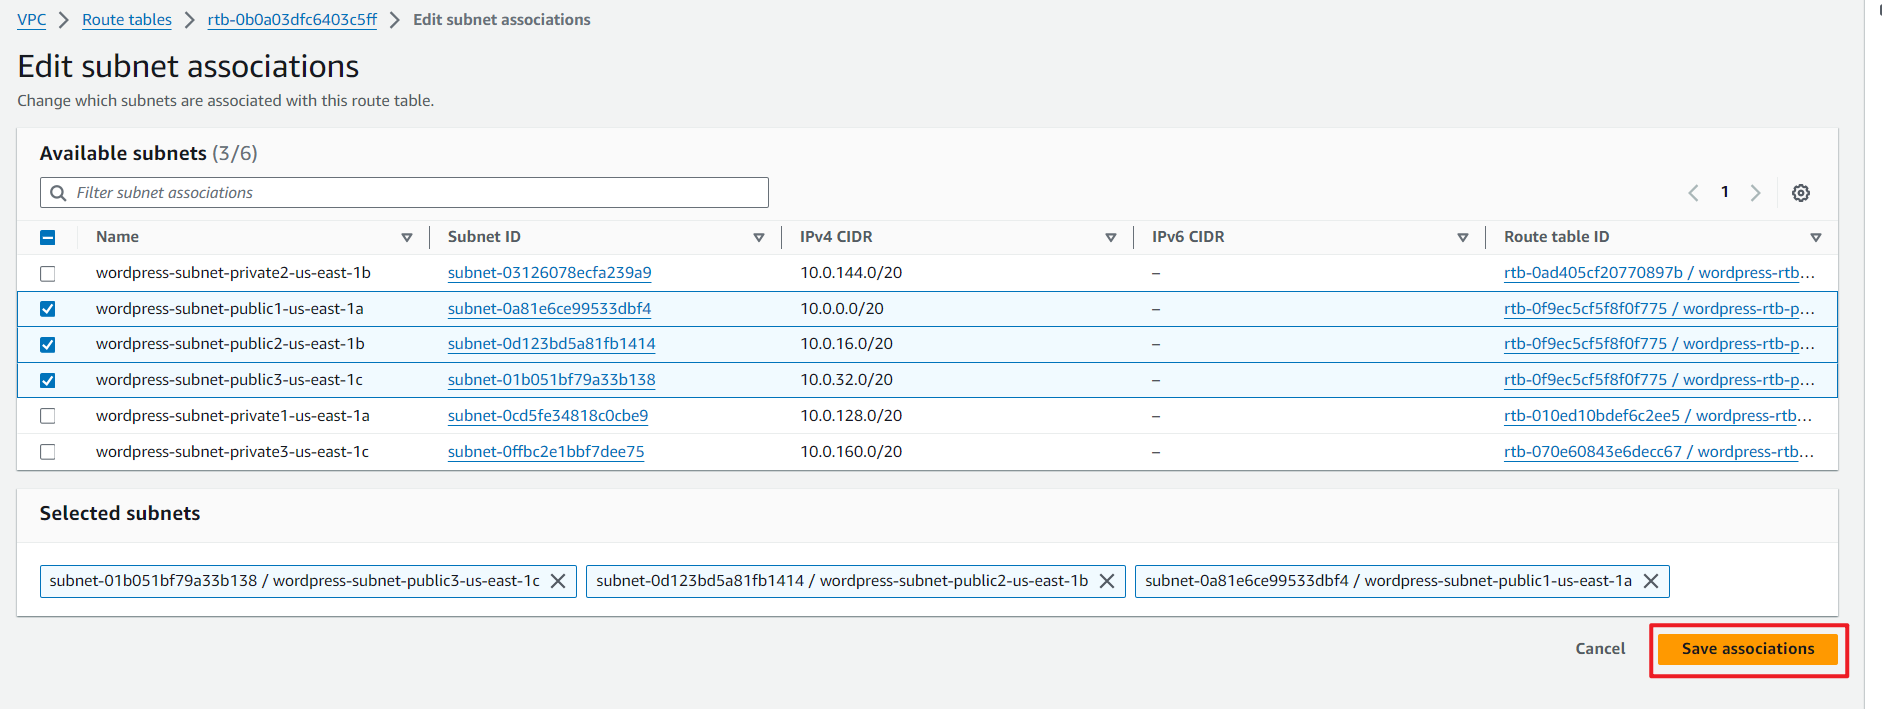 VPC > Route tables > rtb-0b0a03dfc6403c5ff > Edit subnet associations
Edit subnet associations
Change which subnets are associated with this route table.
Available subnets (3/6)
Filter subnet associations
1
Name Subnet ID IPv4 CIDR IPv6 CIDR Route table ID
wordpress-subnet-private2-us-east-1b subnet-03126078ecfa239a9 10.0.144.0/20 – rtb-0ad405cf20770897b / wordpress-rtb...
wordpress-subnet-public1-us-east-1a subnet-0a81e6ce99533dbf4 10.0.0.0/20 – rtb-0f9ec5cf5f8f0f775 / wordpress-rtb-p...
wordpress-subnet-public2-us-east-1b subnet-0d123bd5a81fb1414 10.0.16.0/20 – rtb-0f9ec5cf5f8f0f775 / wordpress-rtb-p...
wordpress-subnet-public3-us-east-1c subnet-01b051bf79a33b138 10.0.32.0/20 – rtb-0f9ec5cf5f8f0f775 / wordpress-rtb-p...
wordpress-subnet-private1-us-east-1a subnet-0cd5fe34818c0cbe9 10.0.128.0/20 – rtb-010ed10bdef6c2ee5 / wordpress-rtb...
wordpress-subnet-private3-us-east-1c subnet-0ffbc2e1bbf7dee75 10.0.160.0/20 – rtb-070e60843e6decc67 / wordpress-rtb...
Selected subnets
subnet-01b051bf79a33b138 / wordpress-subnet-public3-us-east-1c subnet-0d123bd5a81fb1414 / wordpress-subnet-public2-us-east-1b subnet-0a81e6ce99533dbf4 / wordpress-subnet-public1-us-east-1a
Cancel Save associations